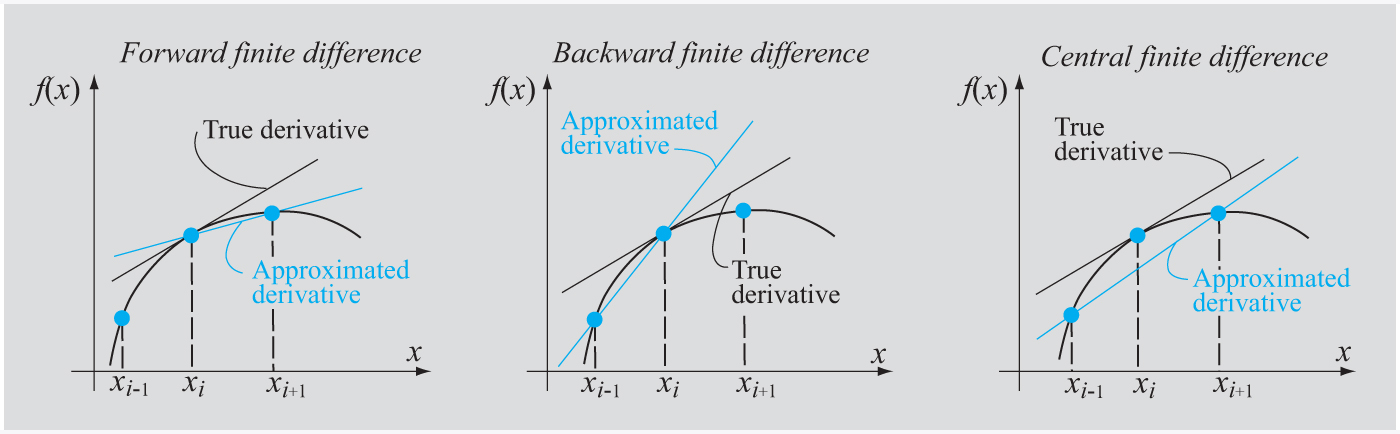 Forward finite difference
f(x)
True derivative
Approximated
derivative
x
xi-1 xi xi+1
Backward finite difference
f(x)
Approximated
derivative
True
derivative
x
xi-1 xi xi+1
Central finite difference
f(x)
True
derivative
Approximated
derivative
x
xi-1 xi xi+1